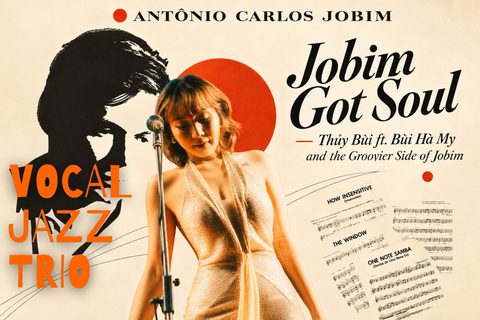 ANTÔNIO CARLOS JOBIM
Jobim
Got Soul
— Thủy Bùi ft. Bùi Hà My
and the Groovier Side of Jobim
VOCAL
JAZZ
TRIO
HOW INSENSITIVE
(Insensatez)
THE WINDOW
ONE NOTE SAMBA